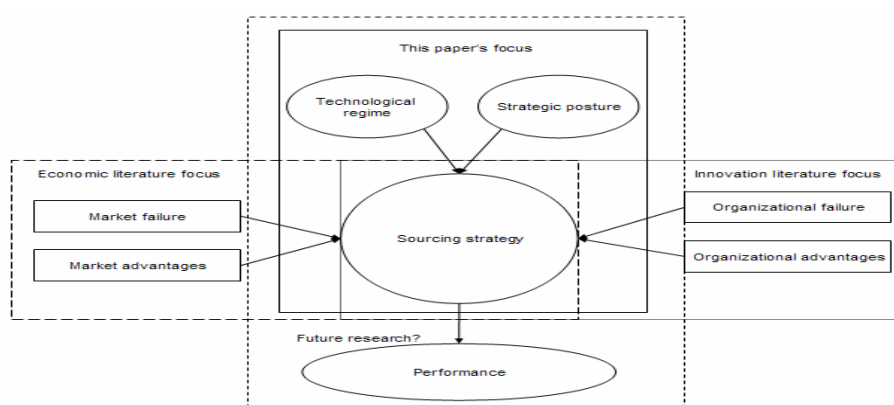 This paper's focus
Technological
regime
Strategic posture
Economic literature focus
Innovation literature focus
Market failure
Organizational failure
Sourcing strategy
Market advantages
Organizational advantages
Future research?
Performance